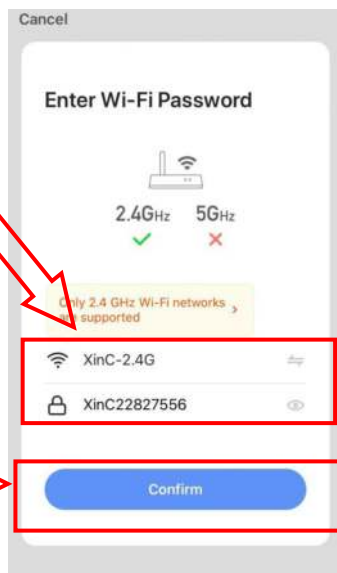 Cancel
Enter Wi-Fi Password
2.4GHz 5GHz
Only 2.4 GHz Wi-Fi networks
are supported
XinC-2.4G
XinC22827556
Confirm